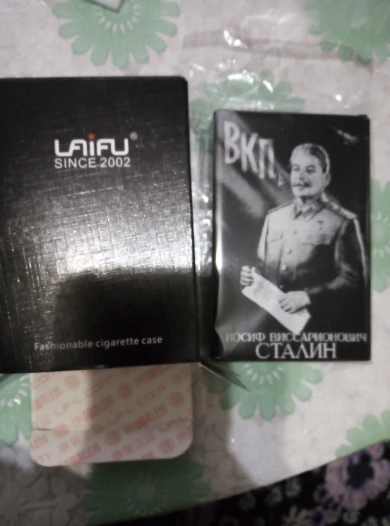 LAIFU®
SINCE 2002
Fashionable cigarette case
ВКП
ИОСИФ ВИССАРИОНОВИЧ
СТАЛИН